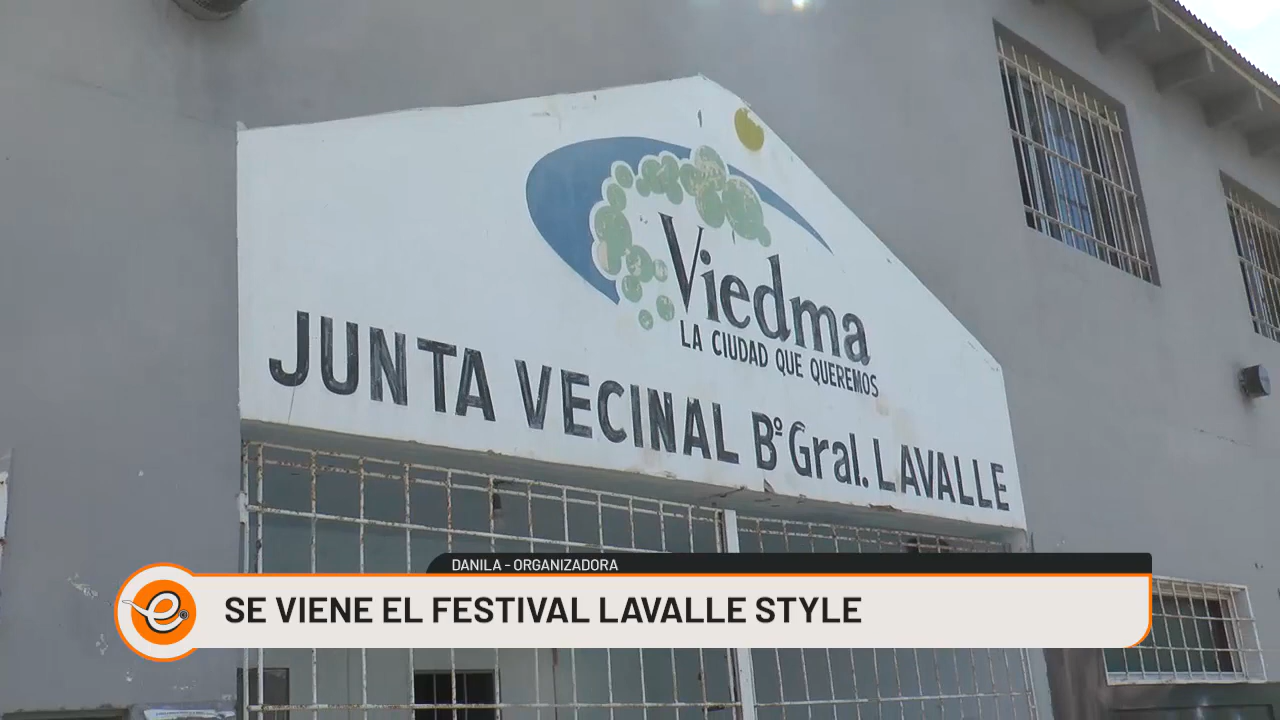 Viedma
LA CIUDAD QUE QUEREMOS
JUNTA VECINAL Bº Gral. LAVALLE
DANILA - ORGANIZADORA
SE VIENE EL FESTIVAL LAVALLE STYLE